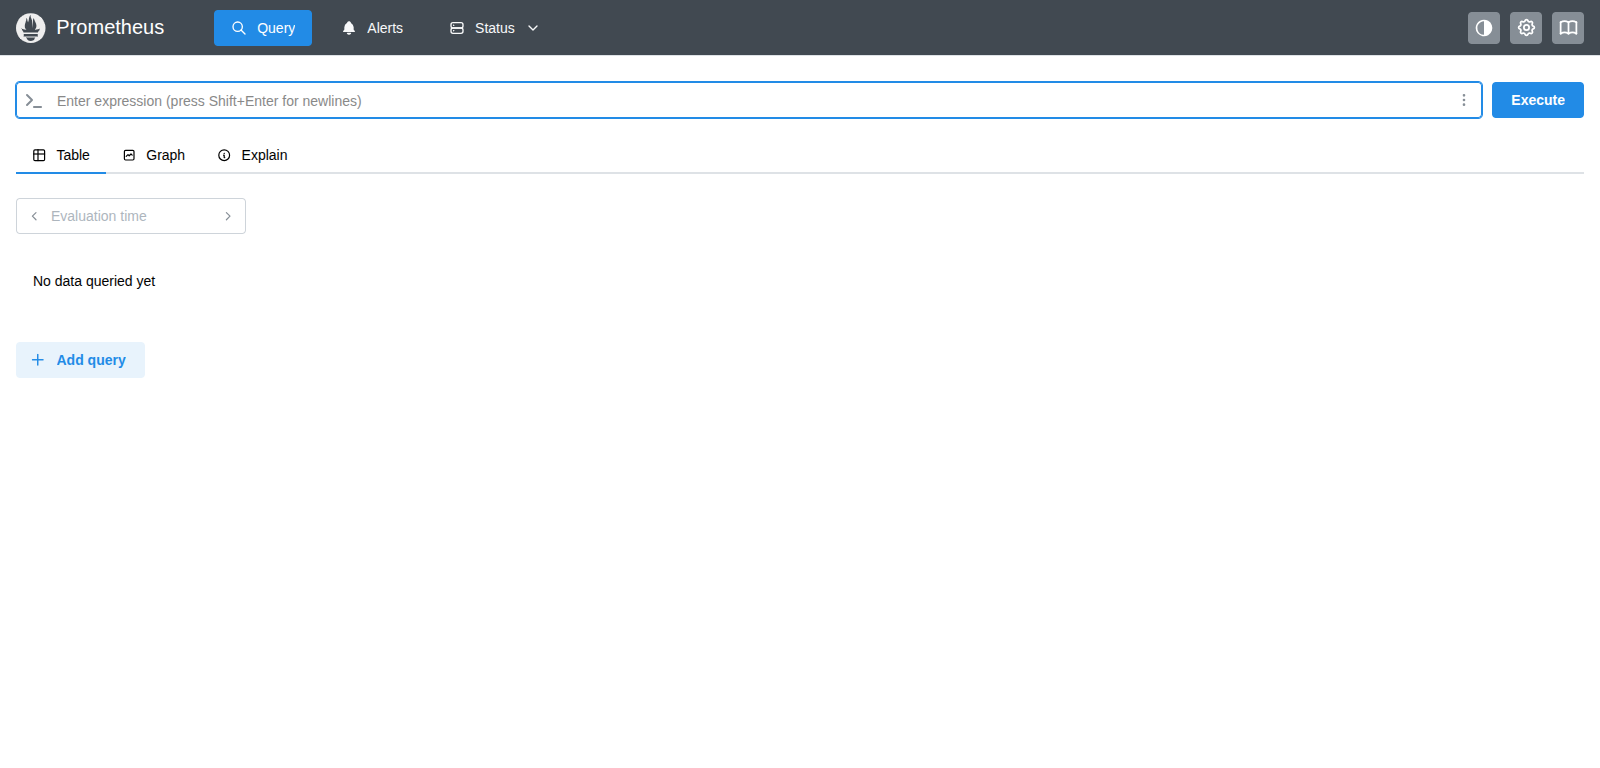 Prometheus
Query
Alerts
Status
Enter expression (press Shift+Enter for newlines)
Execute
Table
Graph
Explain
Evaluation time
No data queried yet
Add query